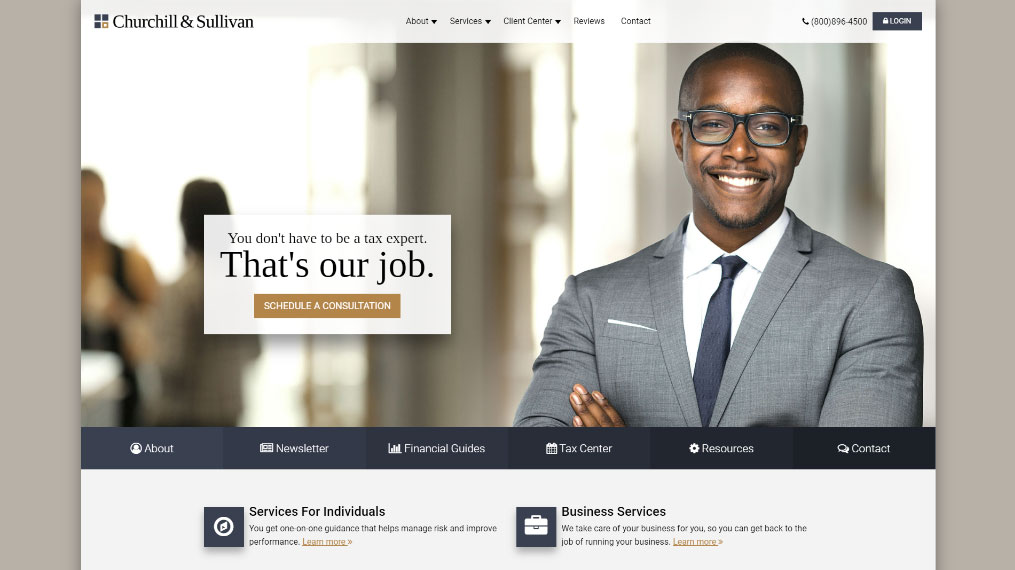 Churchill & Sullivan
About
Services
Client Center
Reviews
Contact
(800)896-4500
LOGIN
You don't have to be a tax expert.
That's our job.
SCHEDULE A CONSULTATION
About
Newsletter
Financial Guides
Tax Center
Resources
Contact
Services For Individuals
You get one-on-one guidance that helps manage risk and improve
performance. Learn more »
Business Services
We take care of your business for you, so you can get back to the
job of running your business. Learn more »